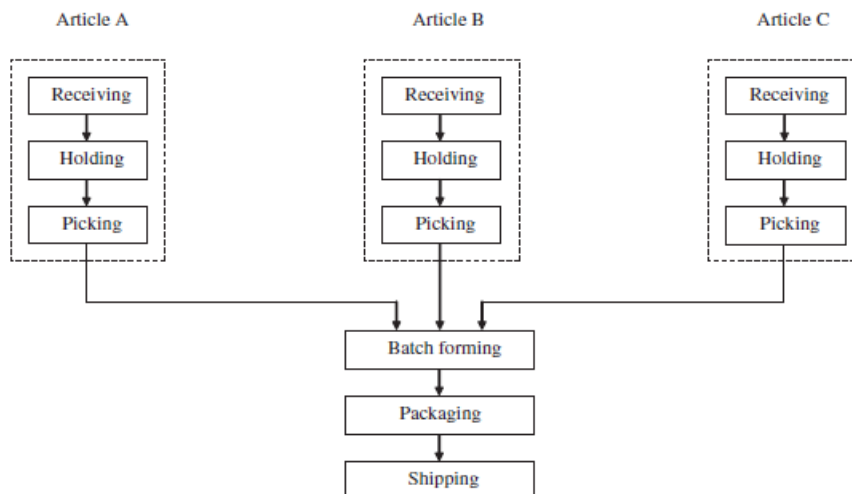 Article A
Article B
Article C
Receiving
Receiving
Receiving
Holding
Holding
Holding
Picking
Picking
Picking
Batch forming
Packaging
Shipping